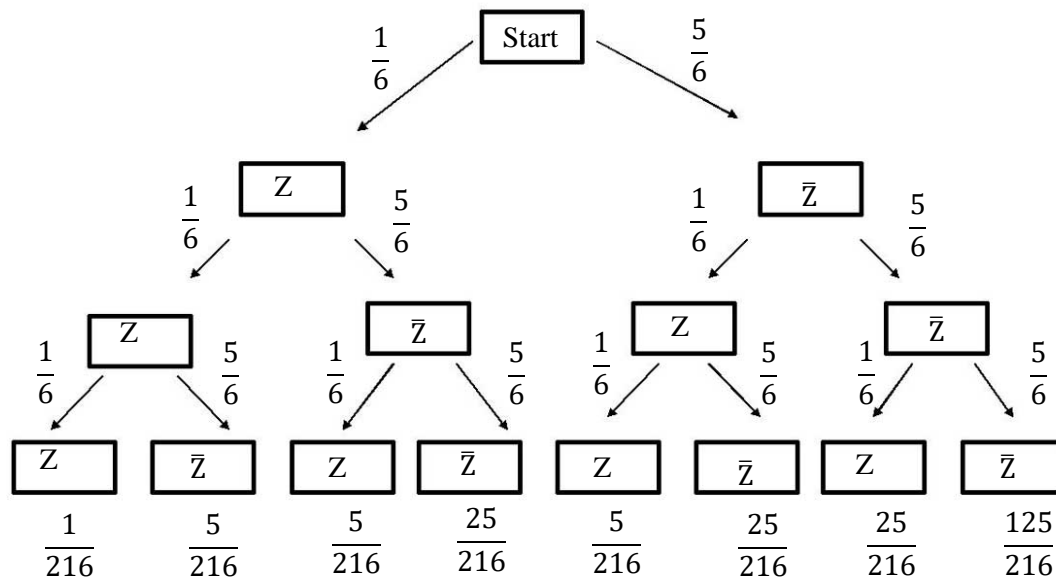 Start
1/6 5/6
Z Z̄
1/6 5/6 1/6 5/6
Z Z̄ Z Z̄
1/6 5/6 1/6 5/6 1/6 5/6 1/6 5/6
Z Z̄ Z Z̄ Z Z̄ Z Z̄
1/216 5/216 5/216 25/216 5/216 25/216 25/216 125/216